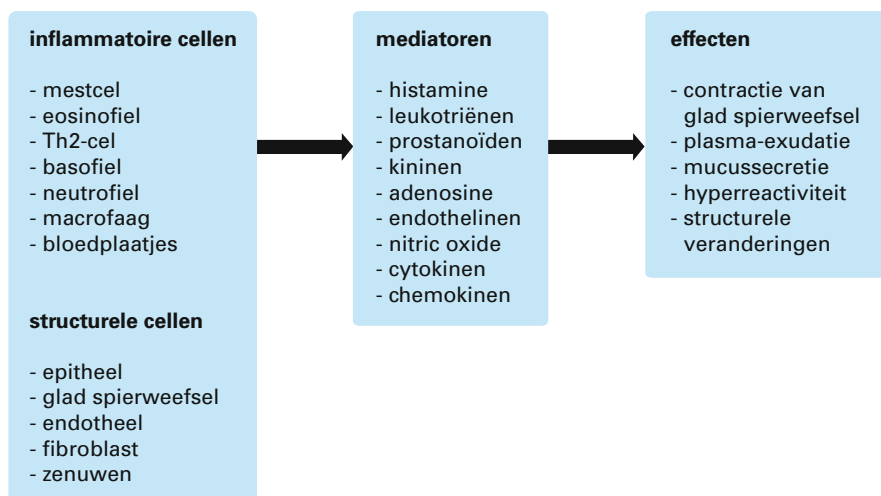 inflammatoire cellen
- mestcel
- eosinofiel
- Th2-cel
- basofiel
- neutrofiel
- macrofaag
- bloedplaatjes
structurele cellen
- epitheel
- glad spierweefsel
- endotheel
- fibroblast
- zenuwen
mediatoren
- histamine
- leukotriënen
- prostanoïden
- kininen
- adenosine
- endothelinen
- nitric oxide
- cytokinen
- chemokinen
effecten
- contractie van
glad spierweefsel
- plasma-exudatie
- mucussecretie
- hyperreactiviteit
- structurele
veranderingen